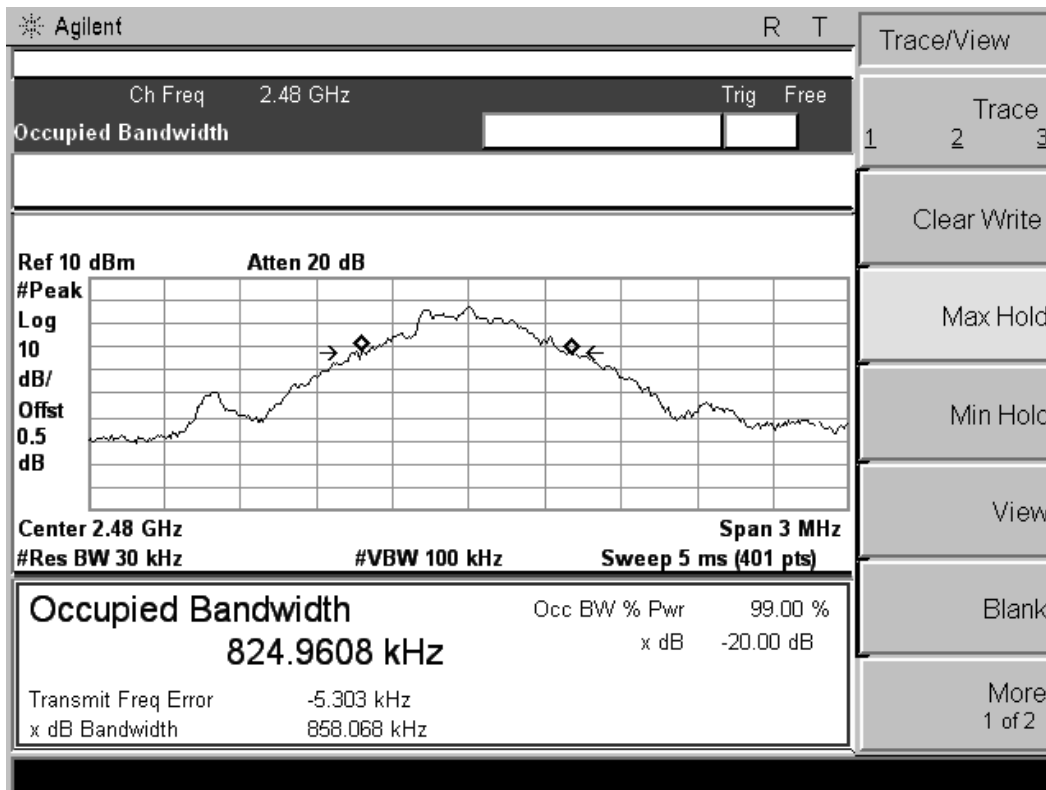 Agilent R T
Trace/View
Ch Freq 2.48 GHz Trig Free
Occupied Bandwidth
Trace
1 2 3
Clear Write
Max Hold
Min Hold
View
Blank
More
1 of 2
Ref 10 dBm Atten 20 dB
#Peak
Log
10
dB/
Offst
0.5
dB
Center 2.48 GHz Span 3 MHz
#Res BW 30 kHz #VBW 100 kHz Sweep 5 ms (401 pts)
Occupied Bandwidth
824.9608 kHz
Occ BW % Pwr 99.00 %
x dB -20.00 dB
Transmit Freq Error -5.303 kHz
x dB Bandwidth 858.068 kHz